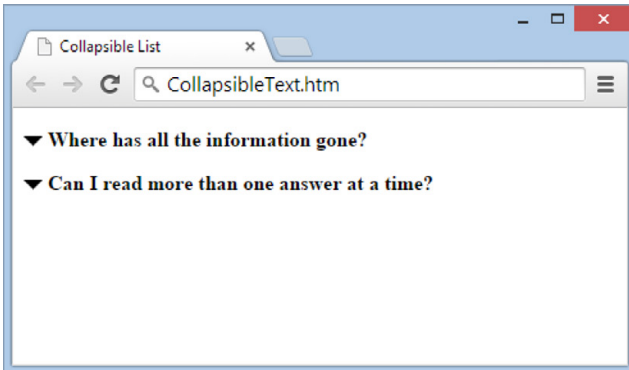 Collapsible List
CollapsibleText.htm
Where has all the information gone?
Can I read more than one answer at a time?